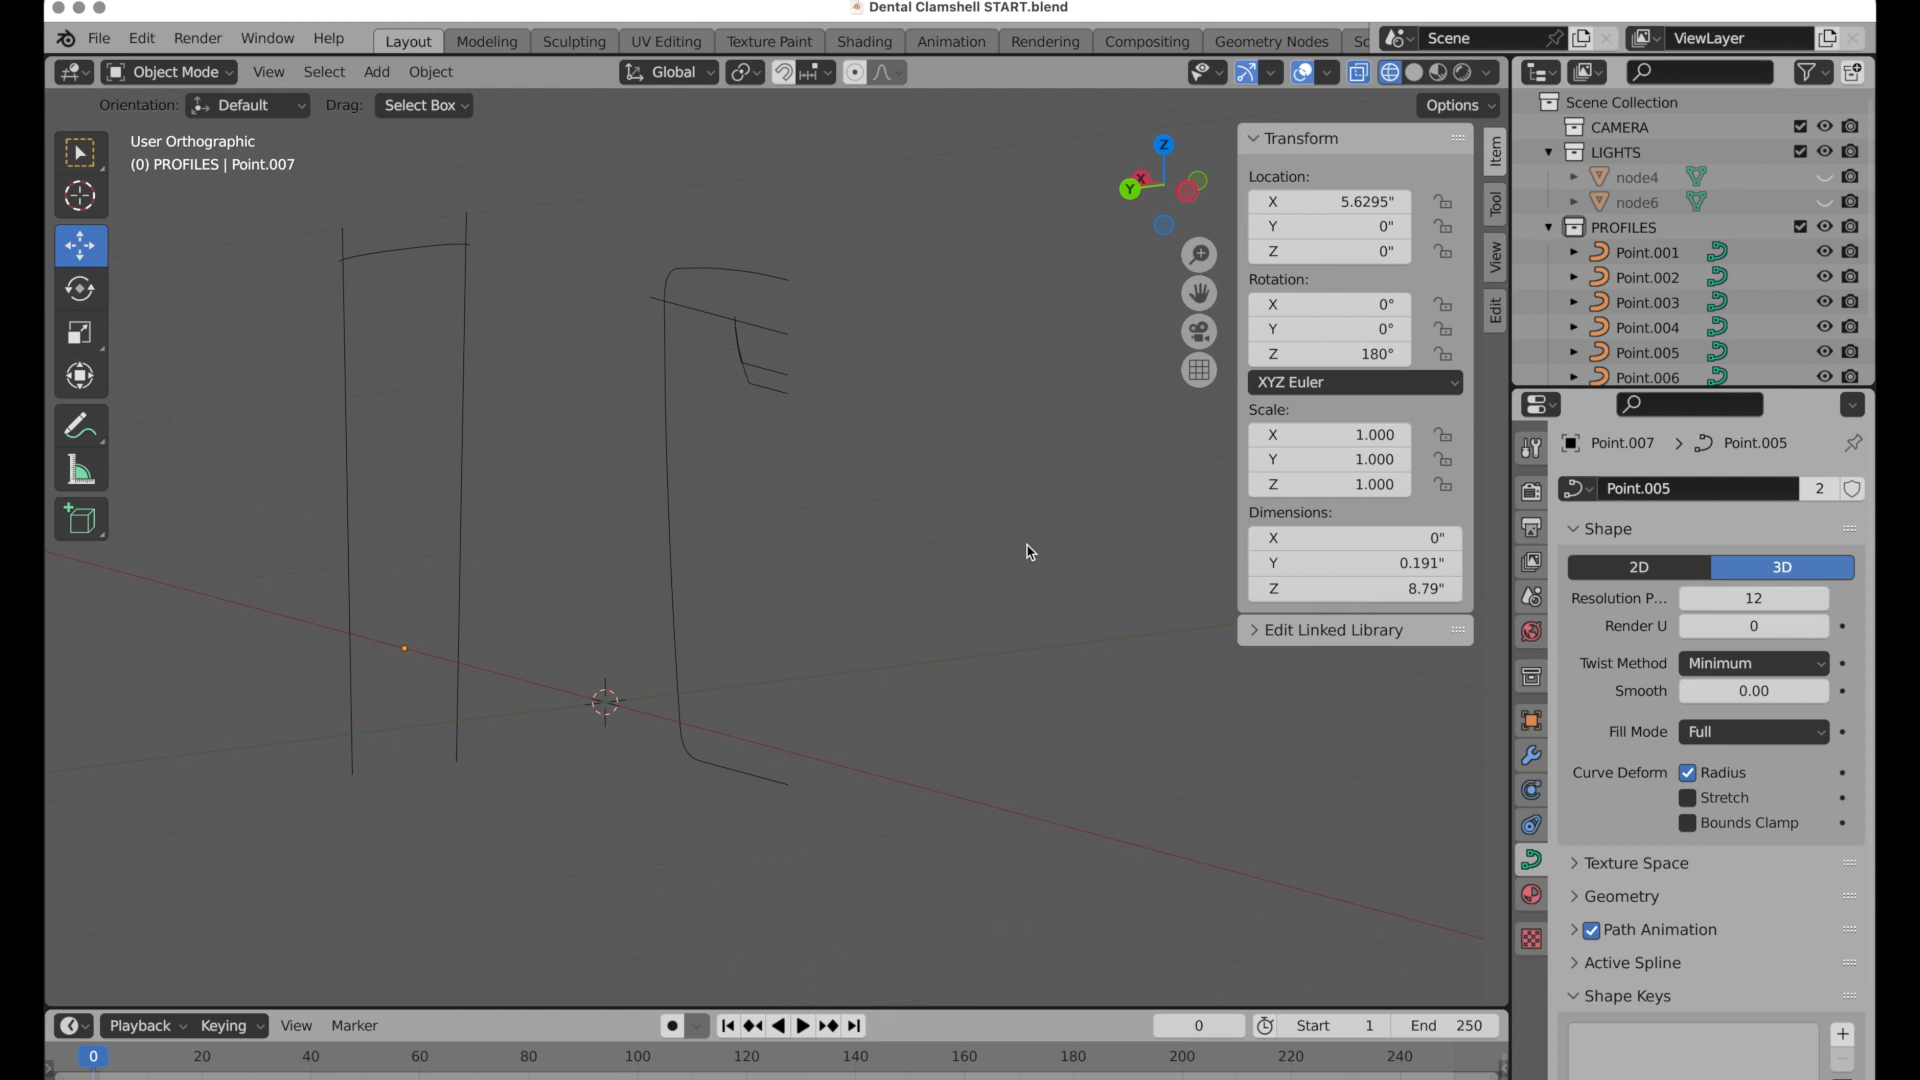 Dental Clamshell START.blend
File Edit Render Window Help Layout Modeling Sculpting UV Editing Texture Paint Shading Animation Rendering Compositing Geometry Nodes Sc Scene ViewLayer
Object Mode View Select Add Object Global
Orientation: Default Drag: Select Box Options
User Orthographic
(0) PROFILES | Point.007
Z
X
Y
Transform
Location:
X 5.6295"
Y 0"
Z 0"
Rotation:
X 0°
Y 0°
Z 180°
XYZ Euler
Scale:
X 1.000
Y 1.000
Z 1.000
Dimensions:
X 0"
Y 0.191"
Z 8.79"
Edit Linked Library
Item
Tool
View
Edit
Scene Collection
CAMERA
LIGHTS
node4
node6
PROFILES
Point.001
Point.002
Point.003
Point.004
Point.005
Point.006
Point.007 > Point.005
Point.005 2
Shape
2D 3D
Resolution P... 12
Render U 0
Twist Method Minimum
Smooth 0.00
Fill Mode Full
Curve Deform Radius
Stretch
Bounds Clamp
Texture Space
Geometry
Path Animation
Active Spline
Shape Keys
Playback Keying View Marker 0 Start 1 End 250
0 20 40 60 80 100 120 140 160 180 200 220 240